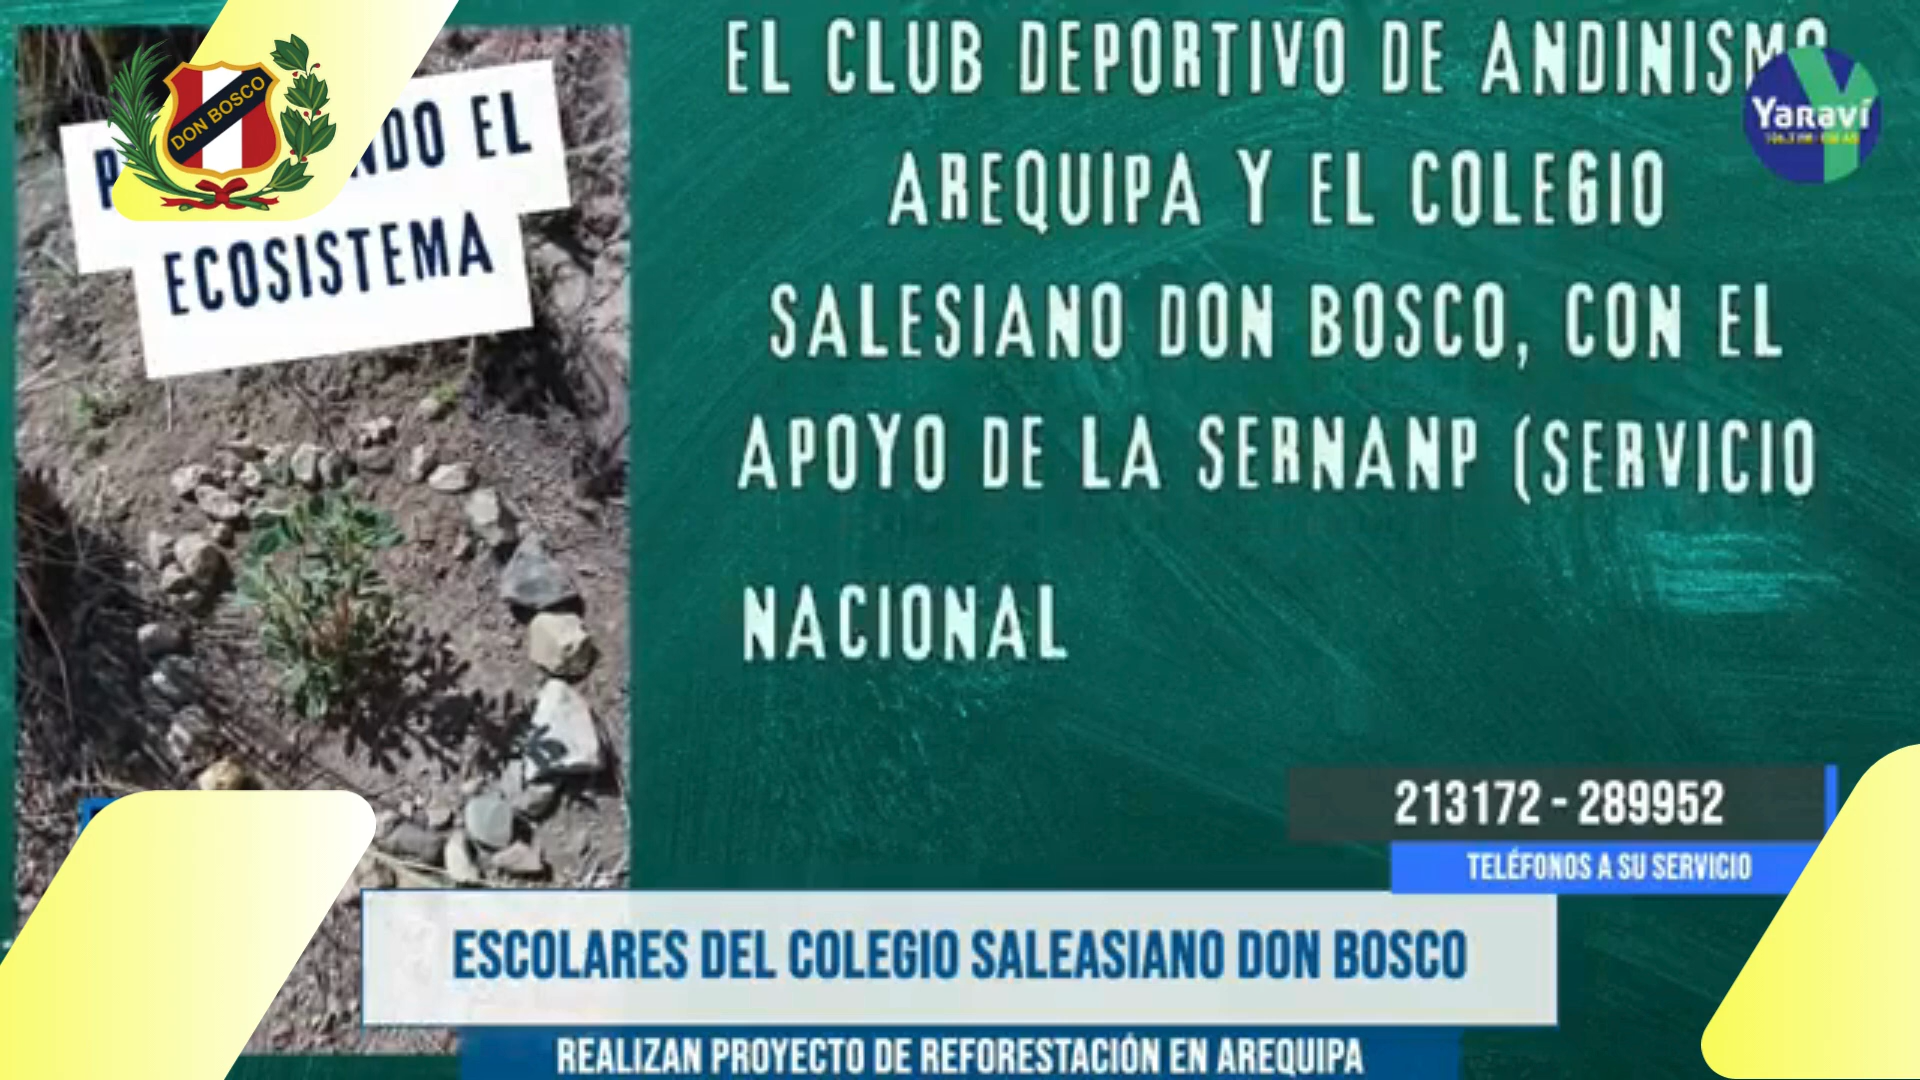 DON BOSCO
NDO EL
ECOSISTEMA
EL CLUB DEPORTIVO DE ANDINISMO
AREQUIPA Y EL COLEGIO
SALESIANO DON BOSCO, CON EL
APOYO DE LA SERNANP (SERVICIO
NACIONAL
Yaraví
213172 - 289952
TELÉFONOS A SU SERVICIO
ESCOLARES DEL COLEGIO SALEASIANO DON BOSCO
REALIZAN PROYECTO DE REFORESTACIÓN EN AREQUIPA